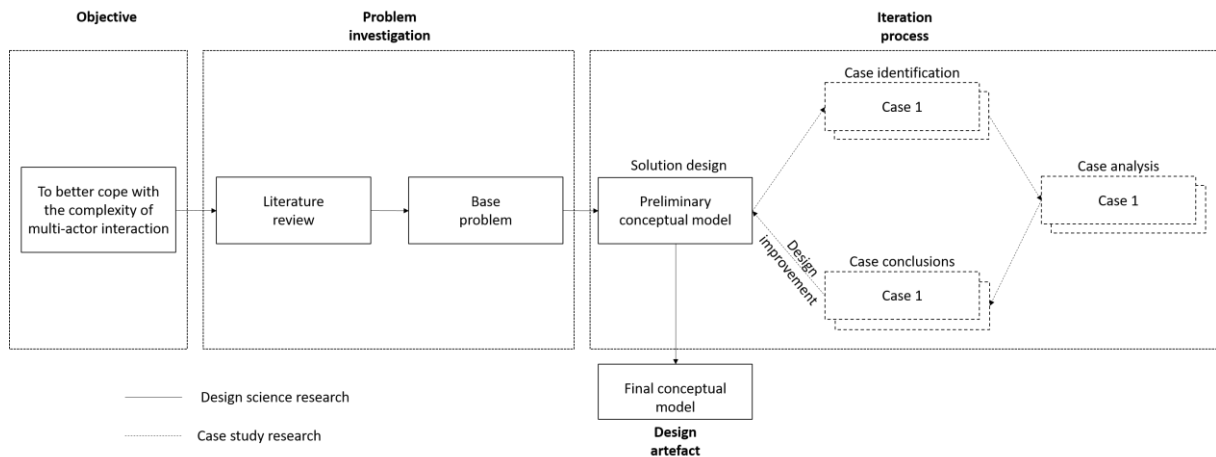 Objective
Problem
investigation
Iteration
process
Case identification
Case 1
Solution design
Case analysis
To better cope with
the complexity of
multi-actor interaction
Literature
review
Base
problem
Preliminary
conceptual model
Case 1
Design
improvement
Case conclusions
Case 1
Final conceptual
model
Design
artefact
Design science research
Case study research